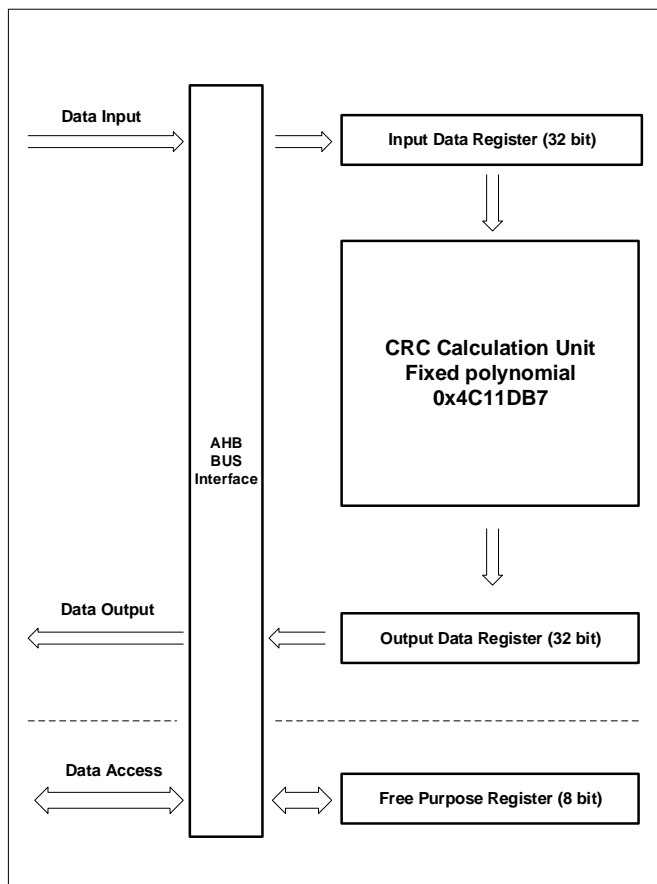 Data Input
Input Data Register (32 bit)
CRC Calculation Unit
Fixed polynomial
0x4C11DB7
AHB
BUS
Interface
Data Output
Output Data Register (32 bit)
Data Access
Free Purpose Register (8 bit)